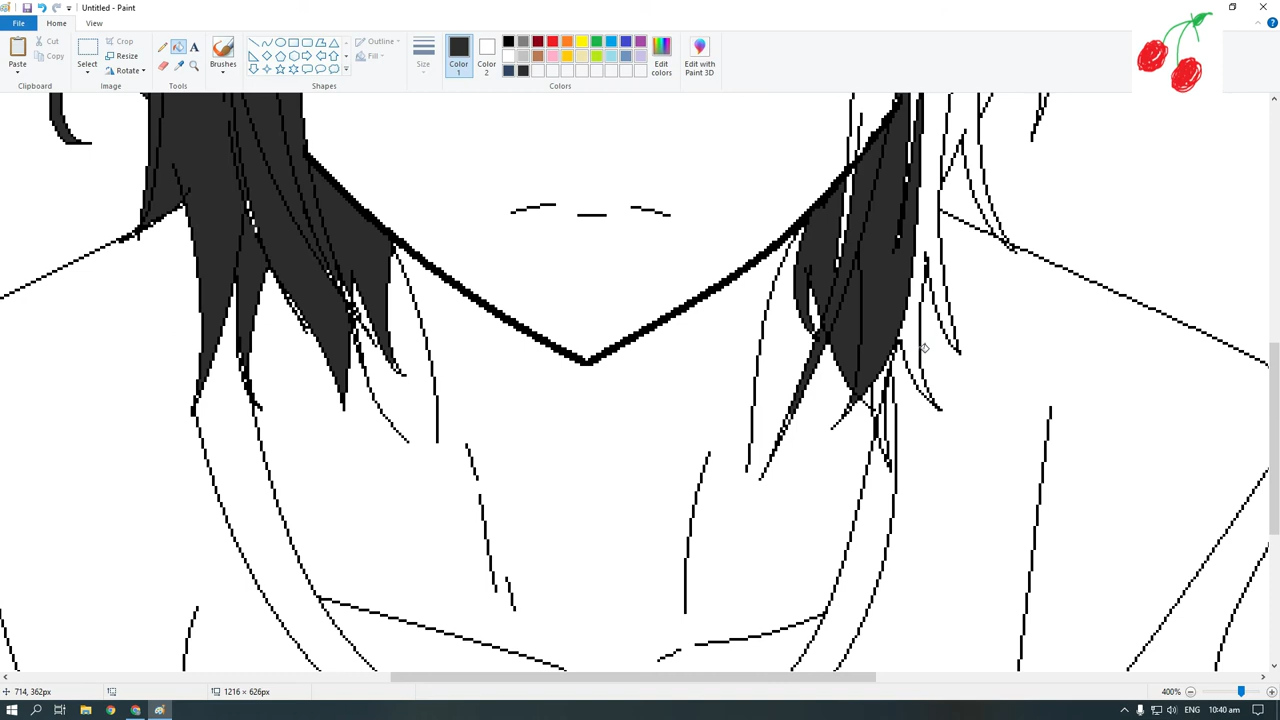 Untitled - Paint
File
Home
View
Paste
Cut
Copy
Clipboard
Select
Crop
Resize
Rotate
Image
A
Tools
Brushes
Outline
Fill
Shapes
Size
Color
1
Color
2
Edit
colors
Colors
Edit with
Paint 3D
714, 362px
1216 × 626px
400%
10:40 am